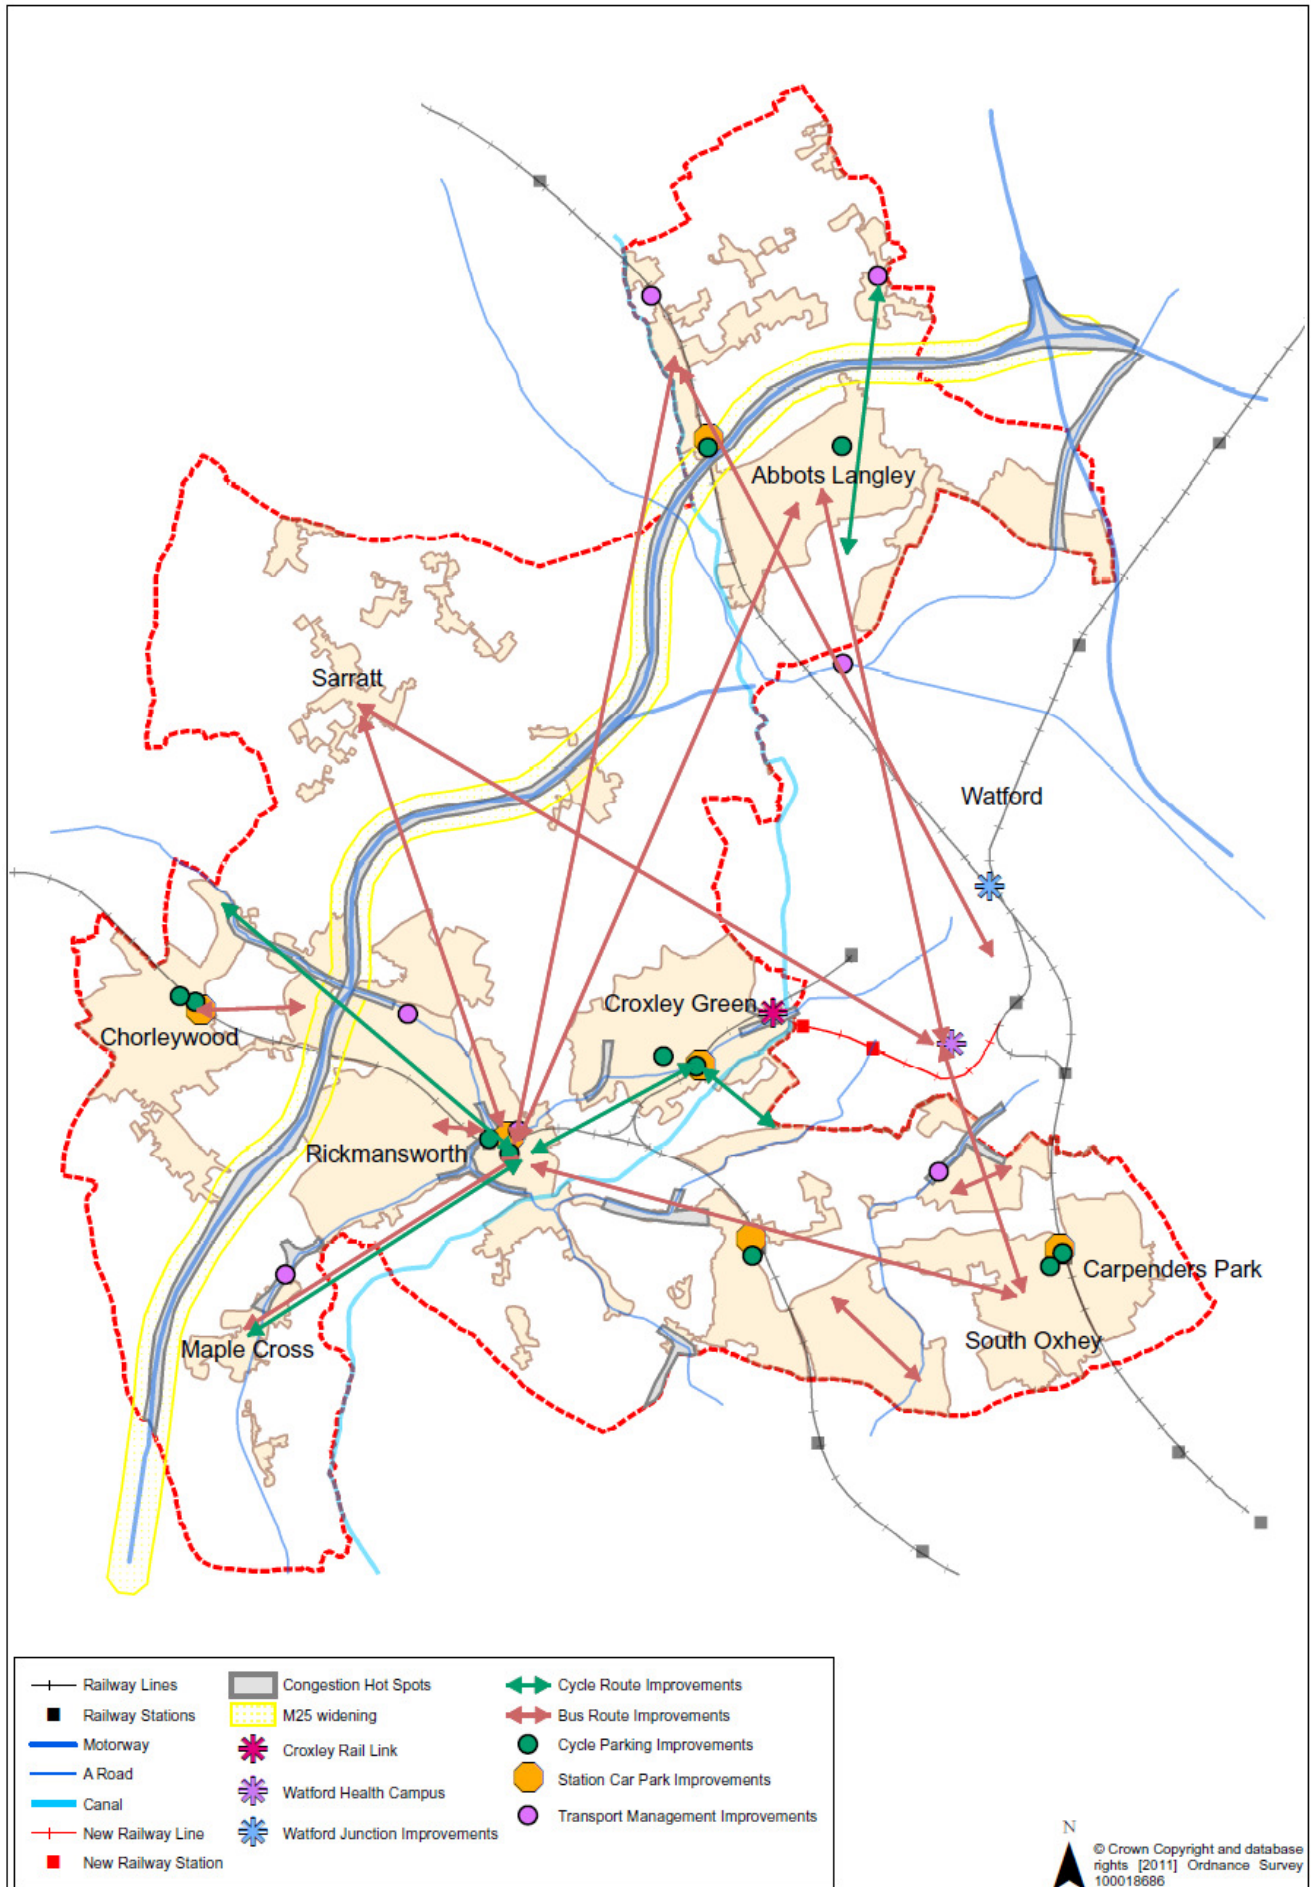 Abbots Langley
Sarratt
Watford
Croxley Green
Chorleywood
Rickmansworth
Carpenders Park
South Oxhey
Maple Cross
Railway Lines
Railway Stations
Motorway
A Road
Canal
New Railway Line
New Railway Station
Congestion Hot Spots
M25 widening
Croxley Rail Link
Watford Health Campus
Watford Junction Improvements
Cycle Route Improvements
Bus Route Improvements
Cycle Parking Improvements
Station Car Park Improvements
Transport Management Improvements
N
© Crown Copyright and database
rights [2011] Ordnance Survey
100018686